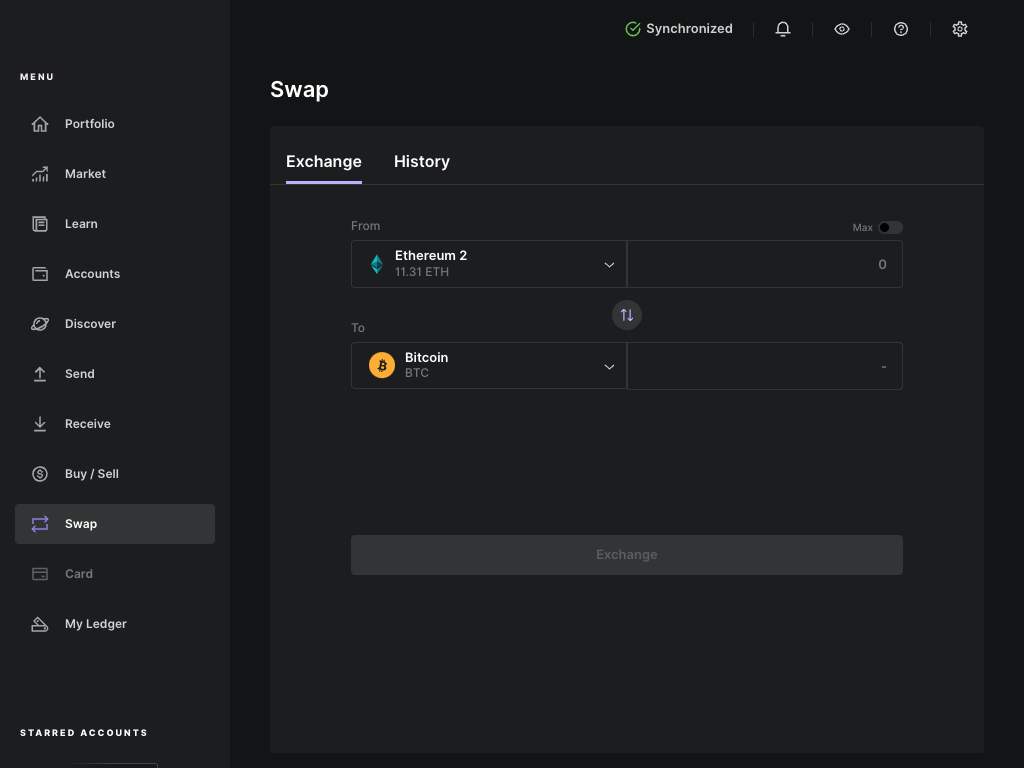 Synchronized
MENU
Portfolio
Market
Learn
Accounts
Discover
Send
Receive
Buy / Sell
Swap
Card
My Ledger
STARRED ACCOUNTS
Swap
Exchange
History
From
Max
Ethereum 2
11.31 ETH
0
To
Bitcoin
BTC
-
Exchange